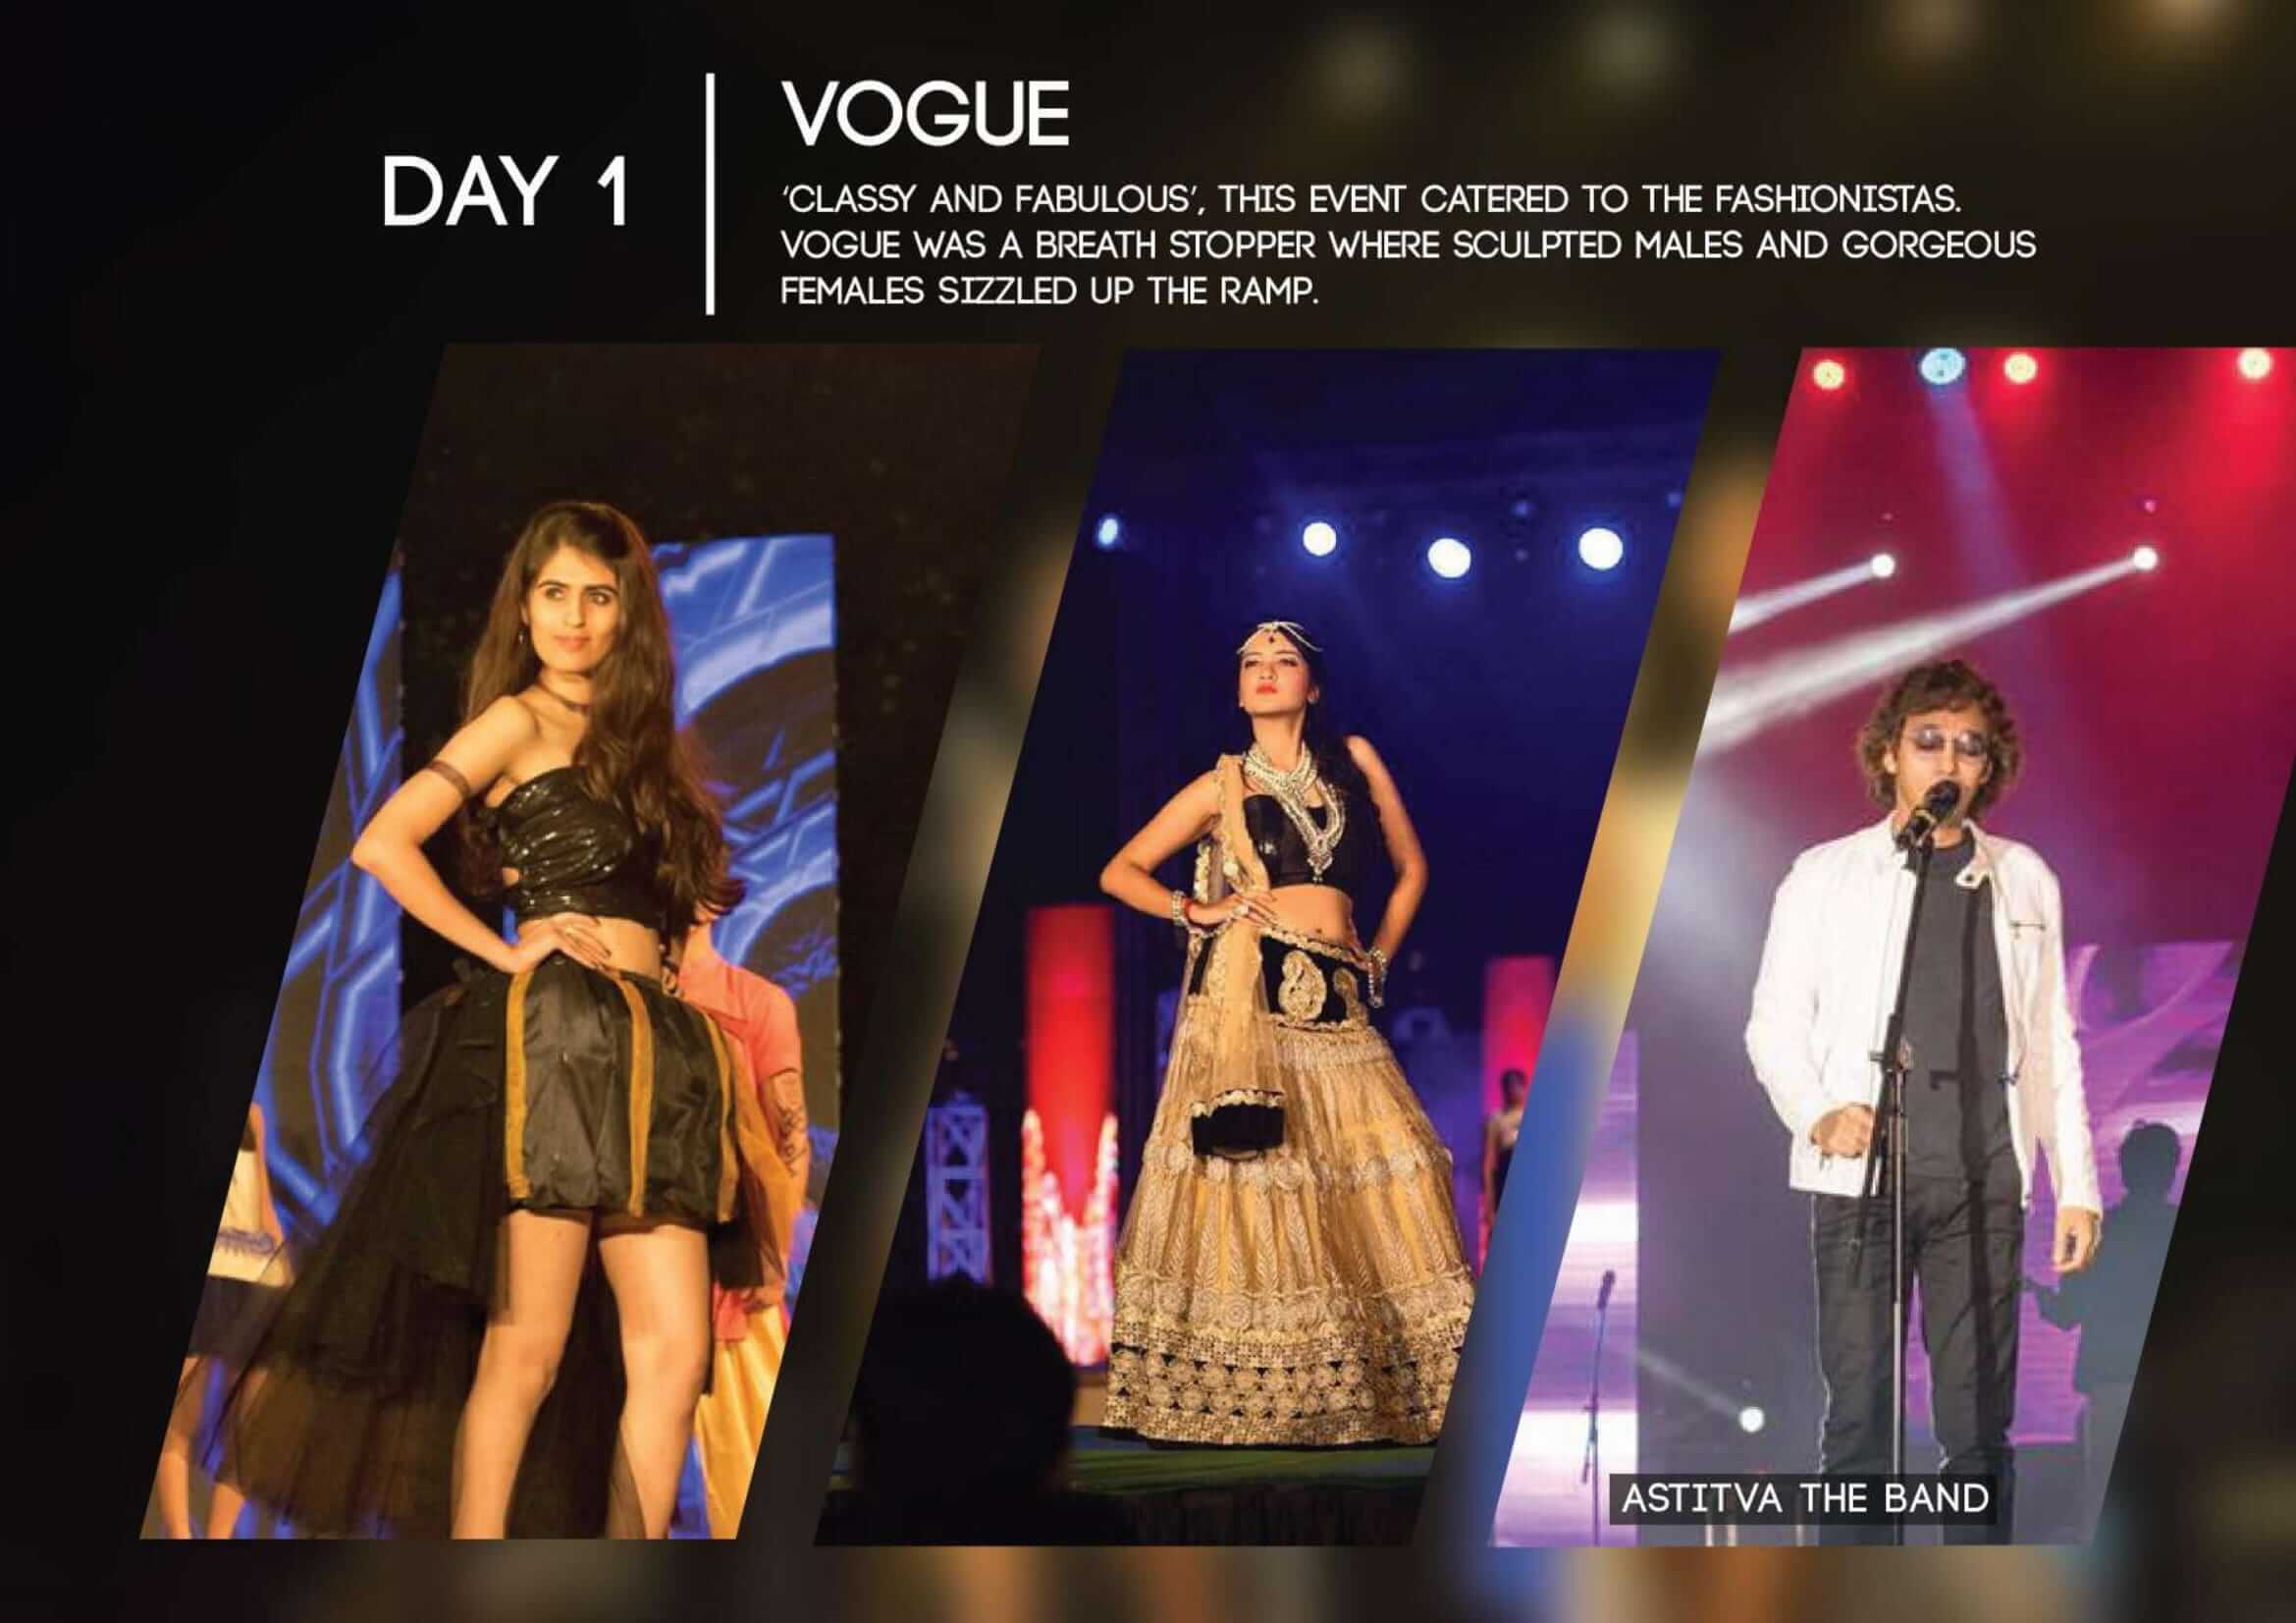 DAY 1
VOGUE
‘CLASSY AND FABULOUS’, THIS EVENT CATERED TO THE FASHIONISTAS.
VOGUE WAS A BREATH STOPPER WHERE SCULPTED MALES AND GORGEOUS
FEMALES SIZZLED UP THE RAMP.
ASTITVA THE BAND